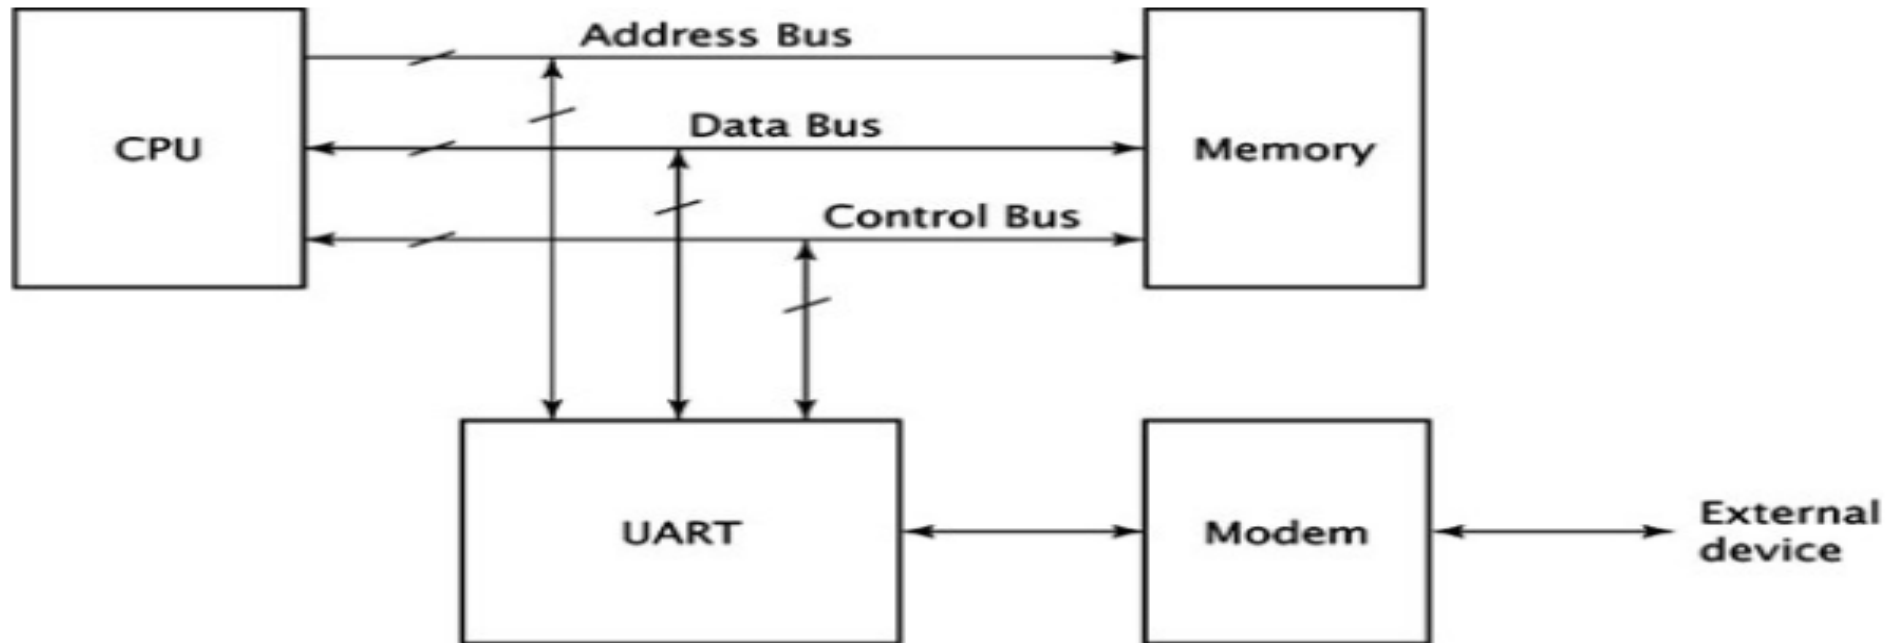 Address Bus
CPU
Data Bus
Memory
Control Bus
UART
Modem
External
device